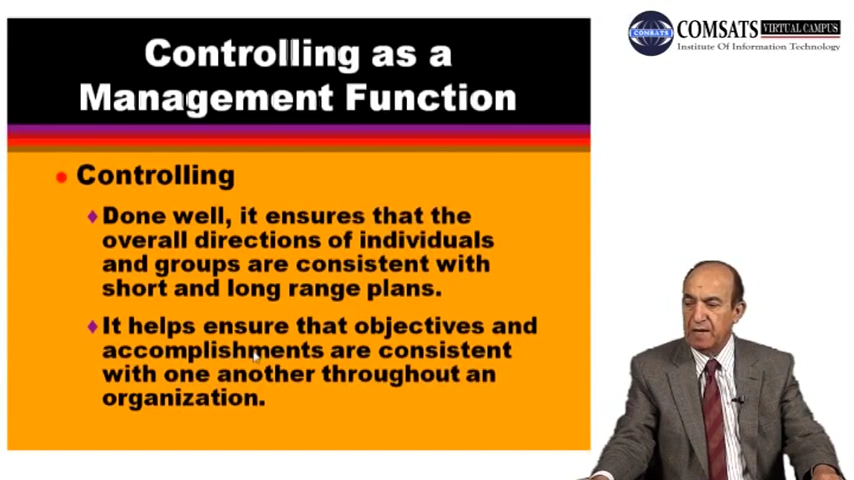 Controlling as a
Management Function
Controlling
Done well, it ensures that the
overall directions of individuals
and groups are consistent with
short and long range plans.
It helps ensure that objectives and
accomplishments are consistent
with one another throughout an
organization.
COMSATS
COMSATS VIRTUAL CAMPUS
Institute Of Information Technology